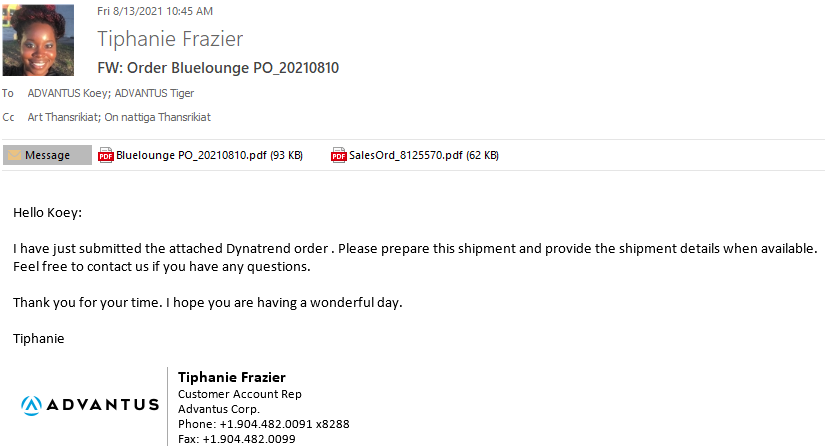 Fri 8/13/2021 10:45 AM
Tiphanie Frazier
FW: Order Bluelounge PO_20210810
To ADVANTUS Koey; ADVANTUS Tiger
Cc Art Thansrikiat; On nattiga Thansrikiat
Message Bluelounge PO_20210810.pdf (93 KB) SalesOrd_8125570.pdf (62 KB)
Hello Koey:
I have just submitted the attached Dynatrend order . Please prepare this shipment and provide the shipment details when available.
Feel free to contact us if you have any questions.
Thank you for your time. I hope you are having a wonderful day.
Tiphanie
ADVANTUS
Tiphanie Frazier
Customer Account Rep
Advantus Corp.
Phone: +1.904.482.0091 x8288
Fax: +1.904.482.0099